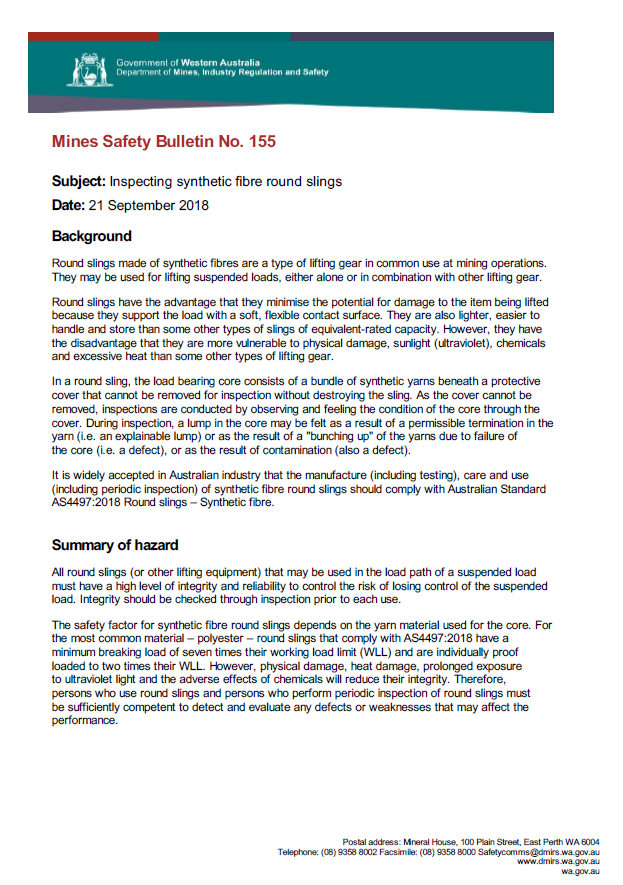 Government of Western Australia
Department of Mines, Industry Regulation and Safety
Mines Safety Bulletin No. 155
Subject: Inspecting synthetic fibre round slings
Date: 21 September 2018
Background
Round slings made of synthetic fibres are a type of lifting gear in common use at mining operations.
They may be used for lifting suspended loads, either alone or in combination with other lifting gear.
Round slings have the advantage that they minimise the potential for damage to the item being lifted
because they support the load with a soft, flexible contact surface. They are also lighter, easier to
handle and store than some other types of slings of equivalent-rated capacity. However, they have
the disadvantage that they are more vulnerable to physical damage, sunlight (ultraviolet), chemicals
and excessive heat than some other types of lifting gear.
In a round sling, the load bearing core consists of a bundle of synthetic yarns beneath a protective
cover that cannot be removed for inspection without destroying the sling. As the cover cannot be
removed, inspections are conducted by observing and feeling the condition of the core through the
cover. During inspection, a lump in the core may be felt as a result of a permissible termination in the
yarn (i.e. an explainable lump) or as the result of a "bunching up" of the yarns due to failure of
the core (i.e. a defect), or as the result of contamination (also a defect).
It is widely accepted in Australian industry that the manufacture (including testing), care and use
(including periodic inspection) of synthetic fibre round slings should comply with Australian Standard
AS4497:2018 Round slings – Synthetic fibre.
Summary of hazard
All round slings (or other lifting equipment) that may be used in the load path of a suspended load
must have a high level of integrity and reliability to control the risk of losing control of the suspended
load. Integrity should be checked through inspection prior to each use.
The safety factor for synthetic fibre round slings depends on the yarn material used for the core. For
the most common material – polyester – round slings that comply with AS4497:2018 have a
minimum breaking load of seven times their working load limit (WLL) and are individually proof
loaded to two times their WLL. However, physical damage, heat damage, prolonged exposure
to ultraviolet light and the adverse effects of chemicals will reduce their integrity. Therefore,
persons who use round slings and persons who perform periodic inspection of round slings must
be sufficiently competent to detect and evaluate any defects or weaknesses that may affect the
performance.
Postal address: Mineral House, 100 Plain Street, East Perth WA 6004
Telephone: (08) 9358 8002 Facsimile: (08) 9358 8000 Safetycomms@dmirs.wa.gov.au
www.dmirs.wa.gov.au
wa.gov.au